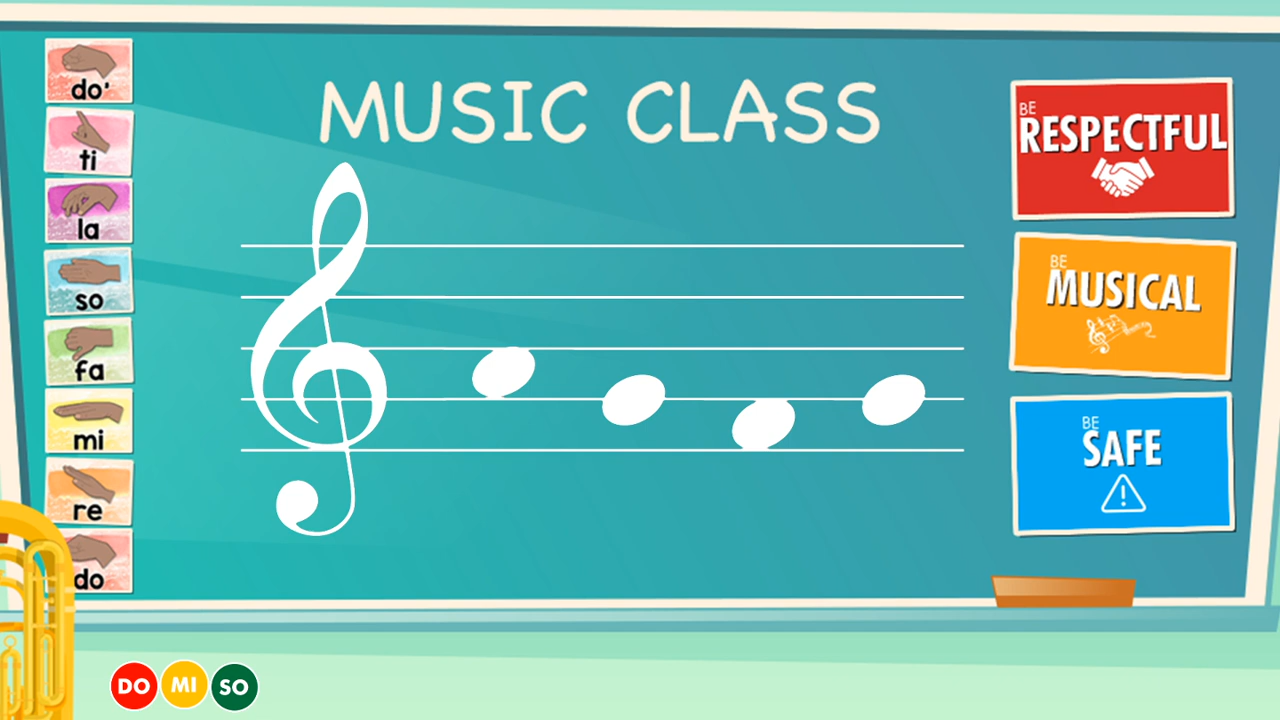 MUSIC CLASS
do'
ti
la
so
fa
mi
re
do
BE
RESPECTFUL
BE
MUSICAL
BE
SAFE
DO MI SO